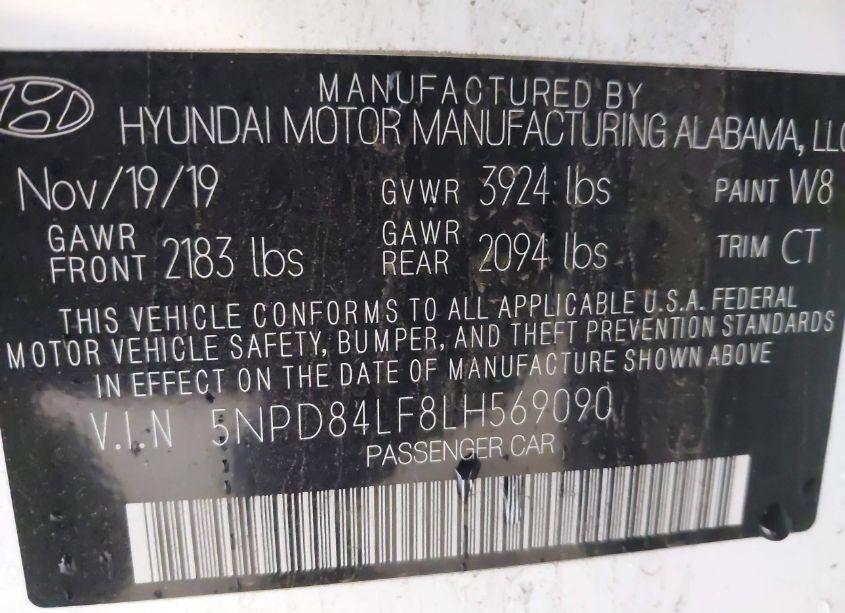 MANUFACTURED BY
HYUNDAI MOTOR MANUFACTURING ALABAMA, LLC
Nov/19/19 GVWR 3924 lbs PAINT W8
GAWR FRONT 2183 lbs GAWR REAR 2094 lbs TRIM CT
THIS VEHICLE CONFORMS TO ALL APPLICABLE U.S.A. FEDERAL
MOTOR VEHICLE SAFETY, BUMPER, AND THEFT PREVENTION STANDARDS
IN EFFECT ON THE DATE OF MANUFACTURE SHOWN ABOVE
V.I.N 5NPD84LF8LH569090
PASSENGER CAR